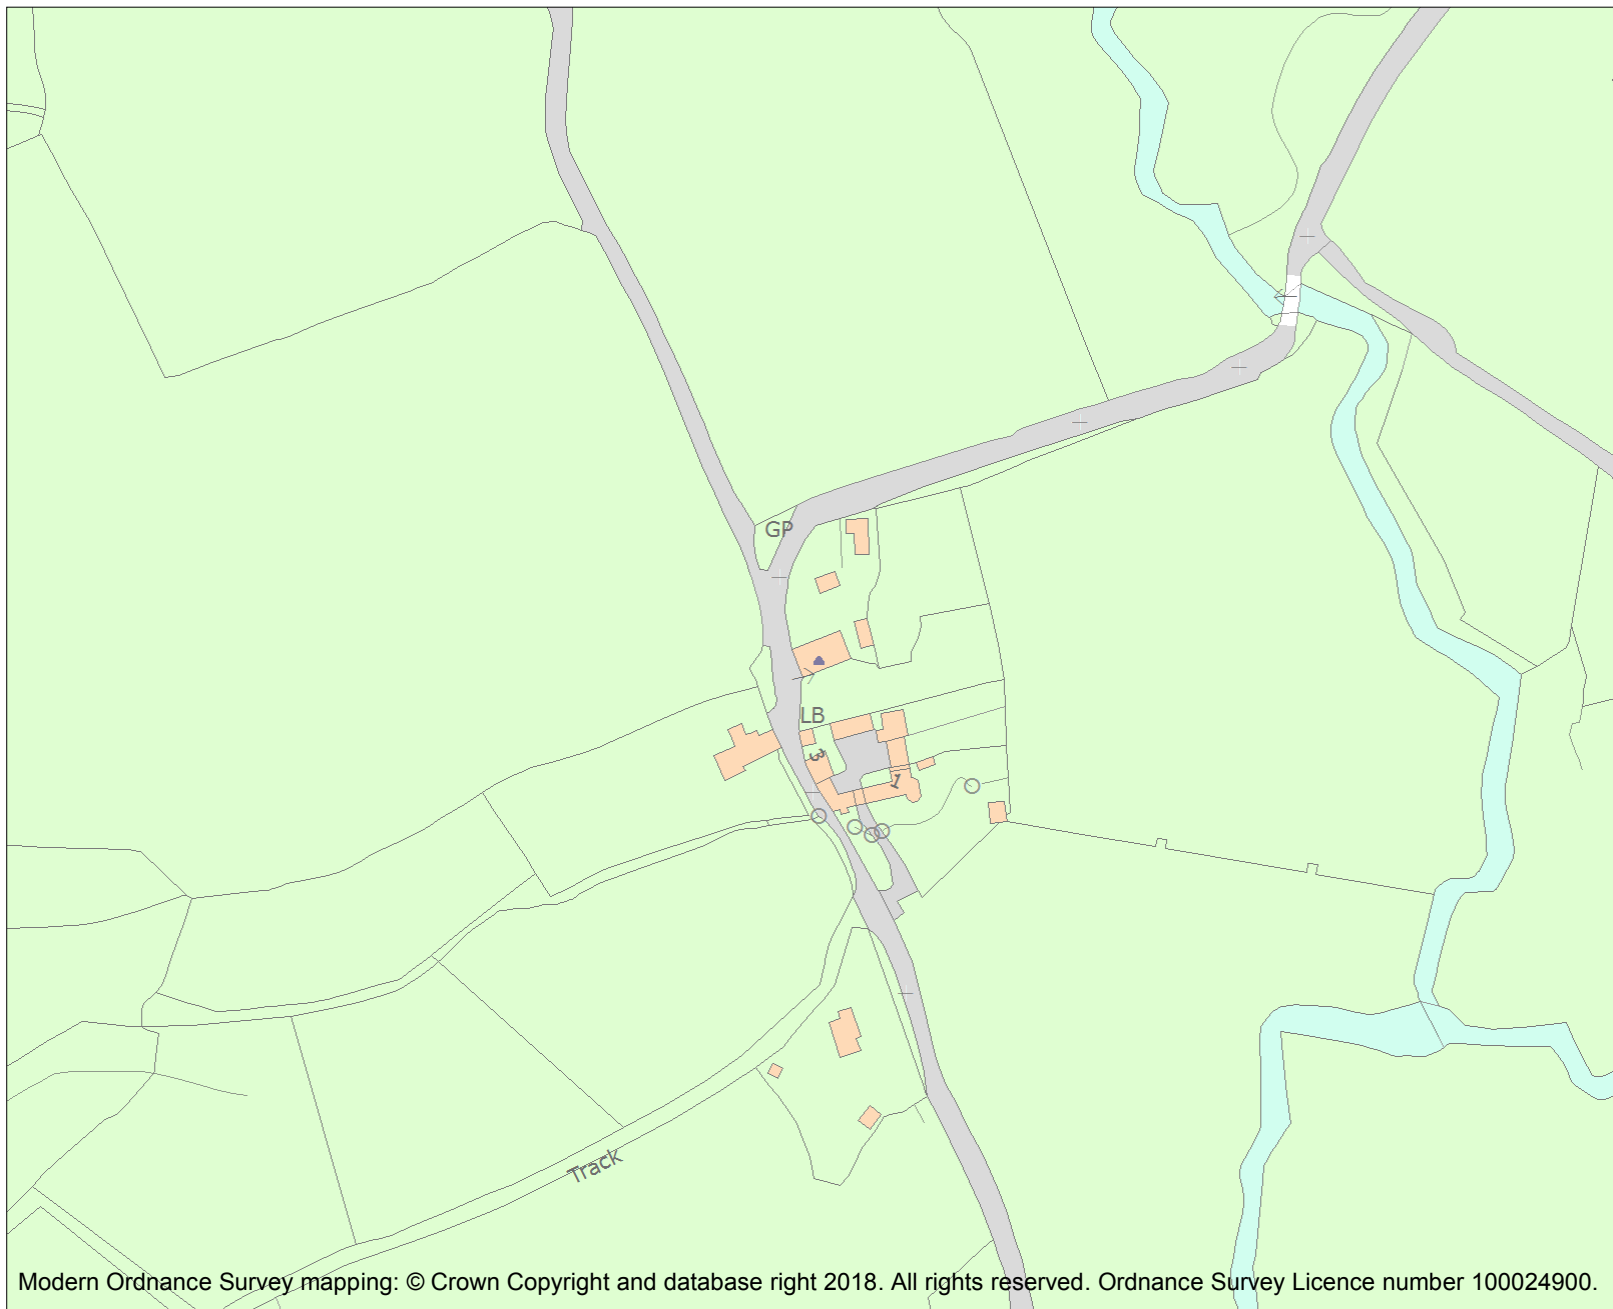 GP
LB
3
1
Track
Modern Ordnance Survey mapping: © Crown Copyright and database right 2018. All rights reserved. Ordnance Survey Licence number 100024900.